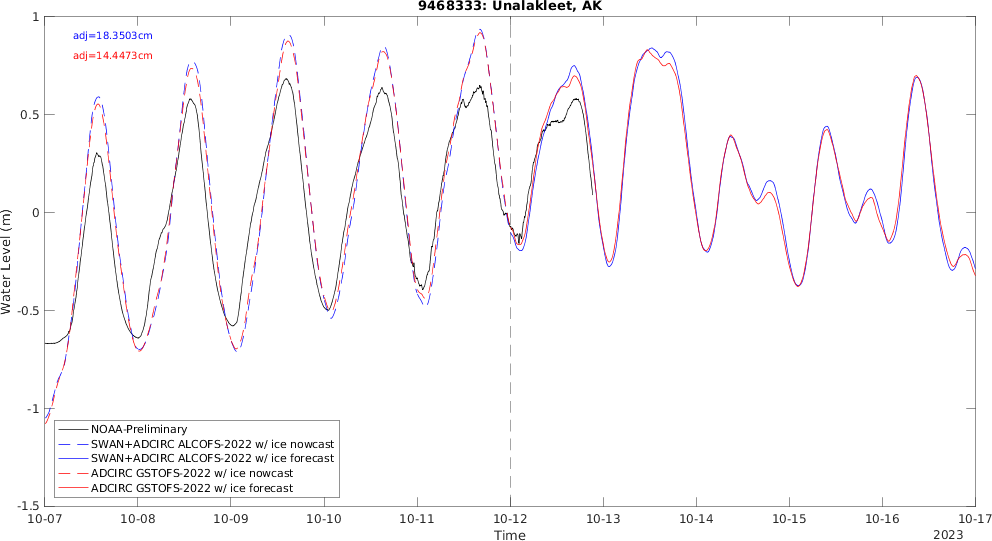 9468333: Unalakleet, AK
adj=18.3503cm
adj=14.4473cm
Water Level (m)
1
0.5
0
-0.5
-1
-1.5
NOAA-Preliminary
SWAN+ADCIRC ALCOFS-2022 w/ ice nowcast
SWAN+ADCIRC ALCOFS-2022 w/ ice forecast
ADCIRC GSTOFS-2022 w/ ice nowcast
ADCIRC GSTOFS-2022 w/ ice forecast
10-07 10-08 10-09 10-10 10-11 10-12 10-13 10-14 10-15 10-16 10-17
Time
2023